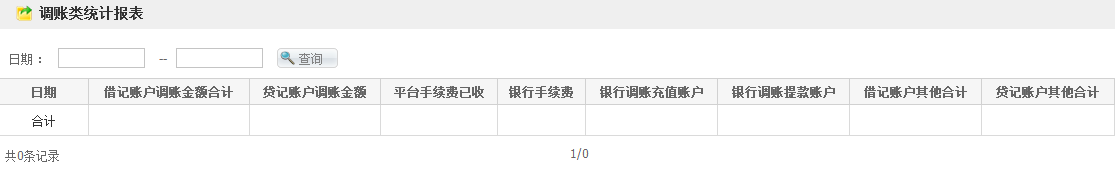 调账类统计报表
日期： -- 查询
日期 借记账户调账金额合计 贷记账户调账金额 平台手续费已收 银行手续费 银行调账充值账户 银行调账提款账户 借记账户其他合计 贷记账户其他合计
合计
共0条记录 1/0